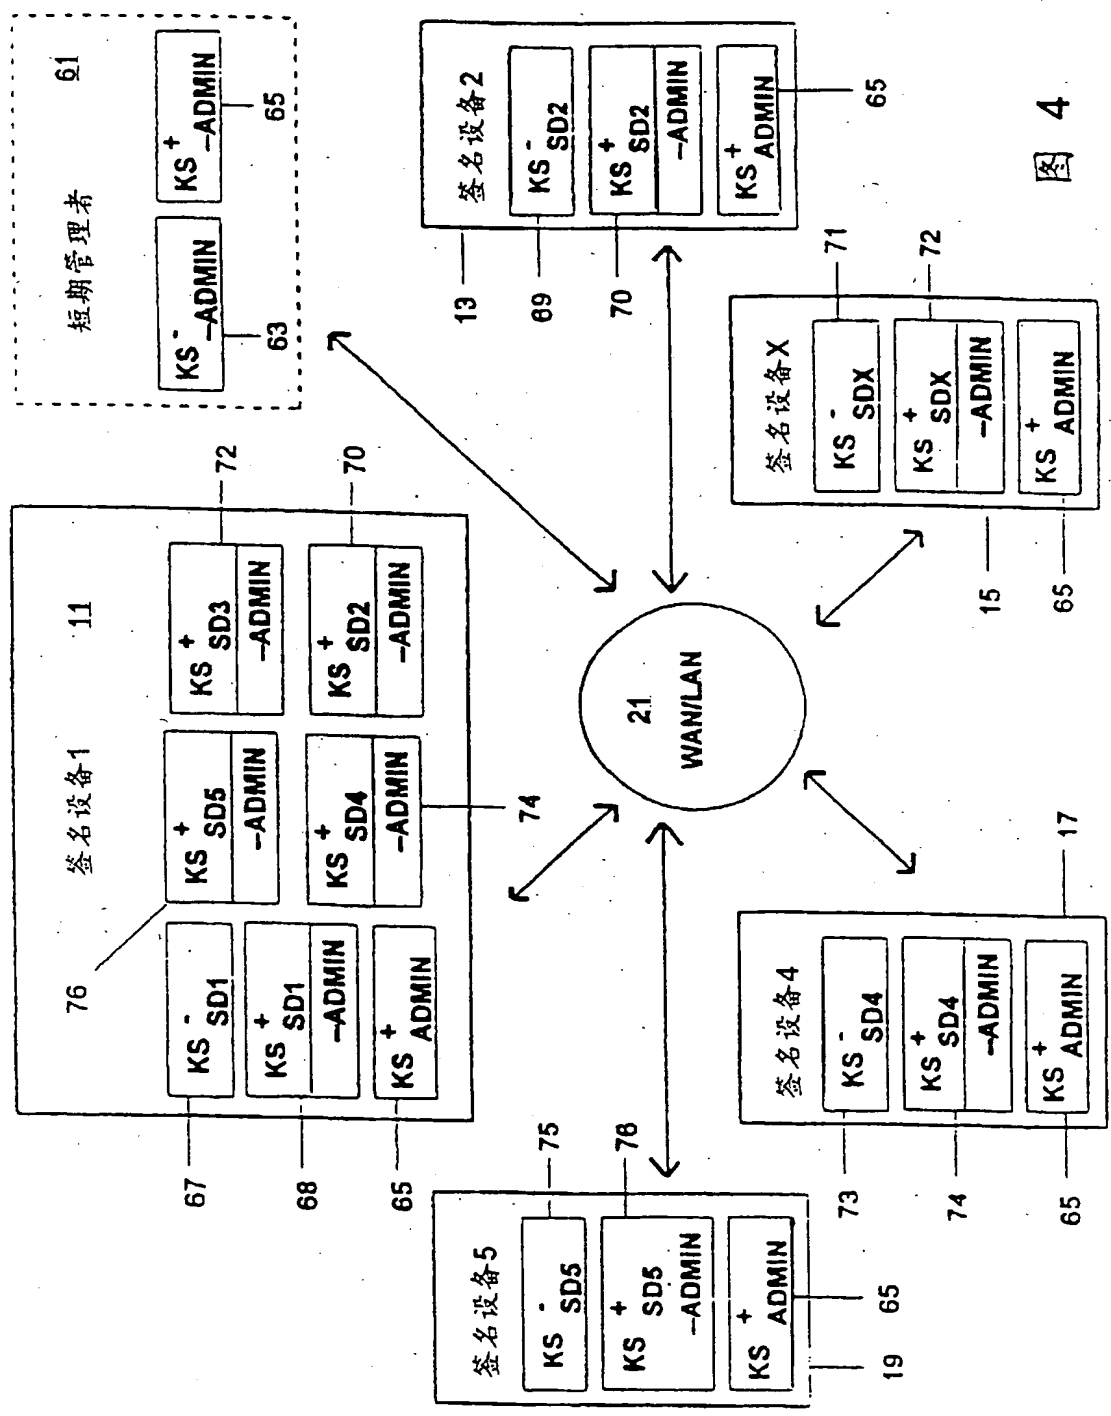 签名设备1
11
76
KS⁻
SD1
67
KS⁺
SD1
—ADMIN
68
KS⁺
ADMIN
65
KS⁺
SD5
—ADMIN
KS⁺
SD4
—ADMIN
74
KS⁺
SD3
—ADMIN
72
KS⁺
SD2
—ADMIN
70
短期管理者
61
KS⁻
—ADMIN
63
KS⁺
—ADMIN
65
签名设备5
KS⁻
SD5
75
KS⁺
SD5
—ADMIN
76
KS⁺
ADMIN
65
19
21
WAN/LAN
签名设备2
13
KS⁻
SD2
69
KS⁺
SD2
—ADMIN
70
KS⁺
ADMIN
65
签名设备4
17
KS⁻
SD4
73
KS⁺
SD4
—ADMIN
74
KS⁺
ADMIN
65
签名设备X
KS⁻
SDX
71
KS⁺
SDX
—ADMIN
72
15
KS⁺
ADMIN
65
图 4